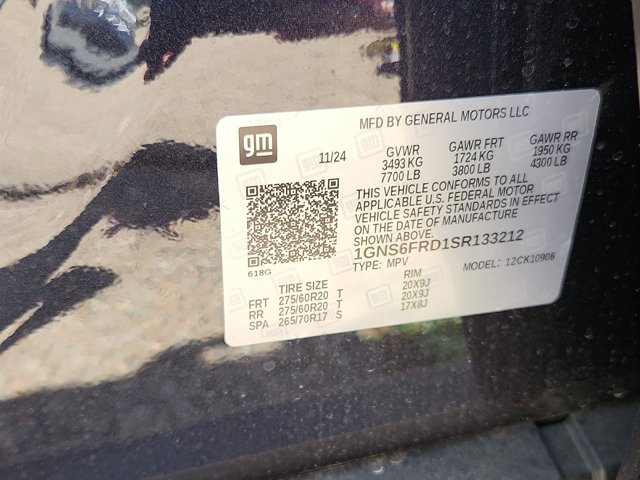 MFD BY GENERAL MOTORS LLC
gm
11/24
GVWR GAWR FRT GAWR RR
3493 KG 1724 KG 1950 KG
7700 LB 3800 LB 4300 LB
THIS VEHICLE CONFORMS TO ALL
APPLICABLE U.S. FEDERAL MOTOR
VEHICLE SAFETY STANDARDS IN EFFECT
ON THE DATE OF MANUFACTURE
SHOWN ABOVE.
1GNS6FRD1SR133212
TYPE: MPV MODEL: 12CK10906
618G
TIRE SIZE RIM
FRT 275/60R20 T 20X9J
RR 275/60R20 T 20X9J
SPA 265/70R17 S 17X8J